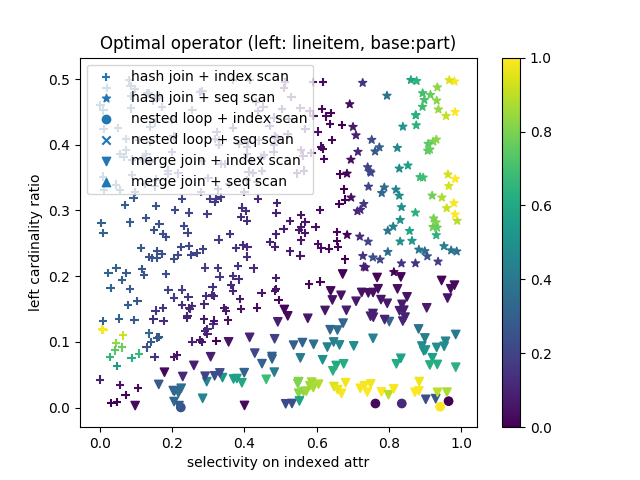 Optimal operator (left: lineitem, base:part)
hash join + index scan
hash join + seq scan
nested loop + index scan
nested loop + seq scan
merge join + index scan
merge join + seq scan
left cardinality ratio
0.5
0.4
0.3
0.2
0.1
0.0
0.0 0.2 0.4 0.6 0.8 1.0
selectivity on indexed attr
1.0
0.8
0.6
0.4
0.2
0.0